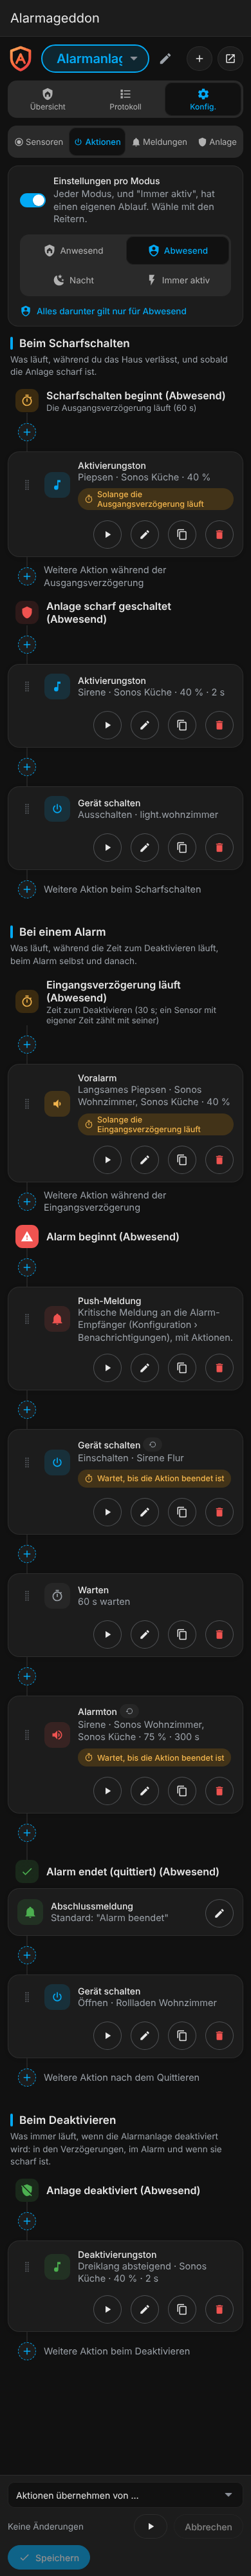 Alarmageddon
Alarmanlag
Übersicht
Protokoll
Konfig.
Sensoren
Aktionen
Meldungen
Anlage
Einstellungen pro Modus
Jeder Modus, und "Immer aktiv", hat
einen eigenen Ablauf. Wähle mit den
Reitern.
Anwesend
Abwesend
Nacht
Immer aktiv
Alles darunter gilt nur für Abwesend
Beim Scharfschalten
Was läuft, während du das Haus verlässt, und sobald
die Anlage scharf ist.
Scharfschalten beginnt (Abwesend)
Die Ausgangsverzögerung läuft (60 s)
Aktivierungston
Piepsen · Sonos Küche · 40 %
Solange die
Ausgangsverzögerung läuft
Weitere Aktion während der
Ausgangsverzögerung
Anlage scharf geschaltet
(Abwesend)
Aktivierungston
Sirene · Sonos Küche · 40 % · 2 s
Gerät schalten
Ausschalten · light.wohnzimmer
Weitere Aktion beim Scharfschalten
Bei einem Alarm
Was läuft, während die Zeit zum Deaktivieren läuft,
beim Alarm selbst und danach.
Eingangsverzögerung läuft
(Abwesend)
Zeit zum Deaktivieren (30 s; ein Sensor mit
eigener Zeit zählt mit seiner)
Voralarm
Langsames Piepsen · Sonos
Wohnzimmer, Sonos Küche · 40 %
Solange die
Eingangsverzögerung läuft
Weitere Aktion während der
Eingangsverzögerung
Alarm beginnt (Abwesend)
Push-Meldung
Kritische Meldung an die Alarm-
Empfänger (Konfiguration ›
Benachrichtigungen), mit Aktionen.
Gerät schalten
Einschalten · Sirene Flur
Wartet, bis die Aktion beendet ist
Warten
60 s warten
Alarmton
Sirene · Sonos Wohnzimmer,
Sonos Küche · 75 % · 300 s
Wartet, bis die Aktion beendet ist
Alarm endet (quittiert) (Abwesend)
Abschlussmeldung
Standard: "Alarm beendet"
Gerät schalten
Öffnen · Rollladen Wohnzimmer
Weitere Aktion nach dem Quittieren
Beim Deaktivieren
Was immer läuft, wenn die Alarmanlage deaktiviert
wird: in den Verzögerungen, im Alarm und wenn sie
scharf ist.
Anlage deaktiviert (Abwesend)
Deaktivierungston
Dreiklang absteigend · Sonos
Küche · 40 % · 2 s
Weitere Aktion beim Deaktivieren
Aktionen übernehmen von ...
Keine Änderungen
Abbrechen
Speichern